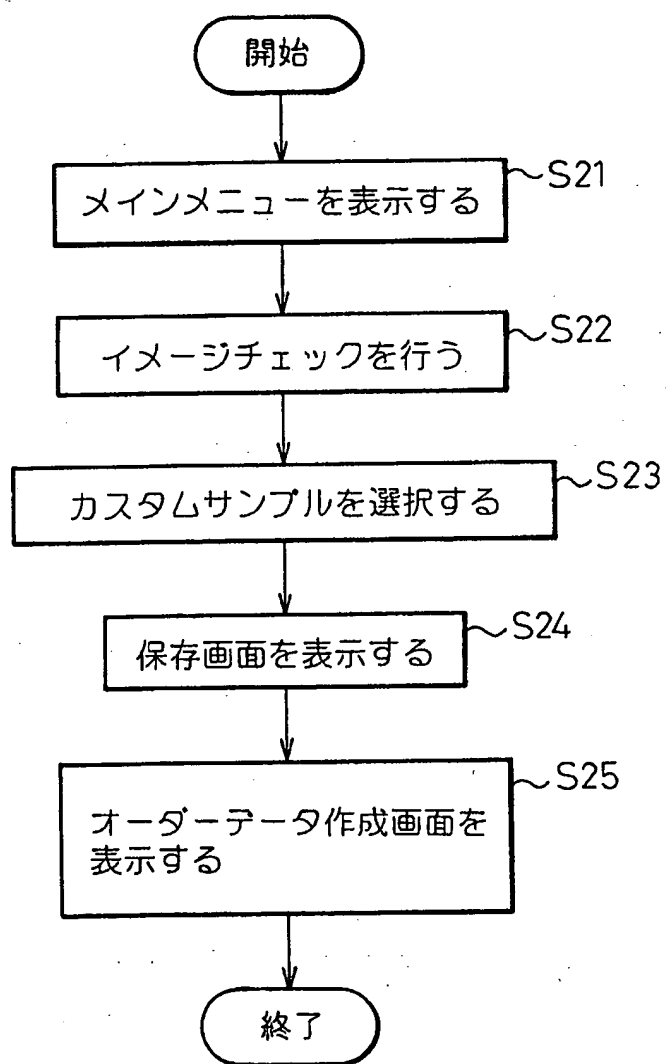 開始
メインメニューを表示する
S21
イメージチェックを行う
S22
カスタムサンプルを選択する
S23
保存画面を表示する
S24
オーダーデータ作成画面を
表示する
S25
終了